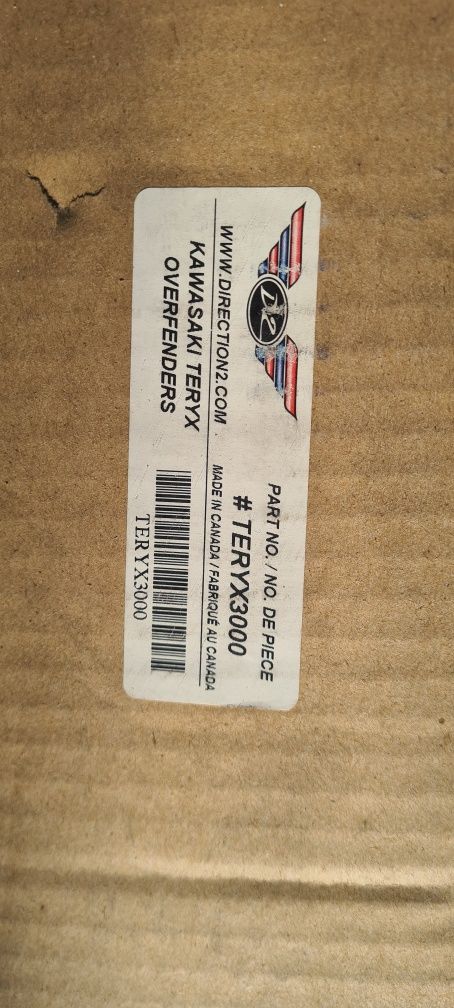 D2
PART NO. / NO. DE PIECE
# TERYX3000
WWW.DIRECTION2.COM
MADE IN CANADA / FABRIQUÉ AU CANADA
KAWASAKI TERYX
OVERFENDERS
TERYX3000